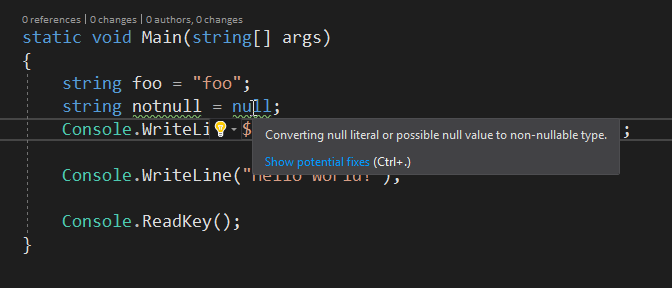 0 references | 0 changes | 0 authors, 0 changes
static void Main(string[] args)
{
string foo = "foo";
string notnull = null;
Console.WriteLi $ ;
Converting null literal or possible null value to non-nullable type.
Show potential fixes (Ctrl+.)
Console.WriteLine("Hello World!");
Console.ReadKey();
}